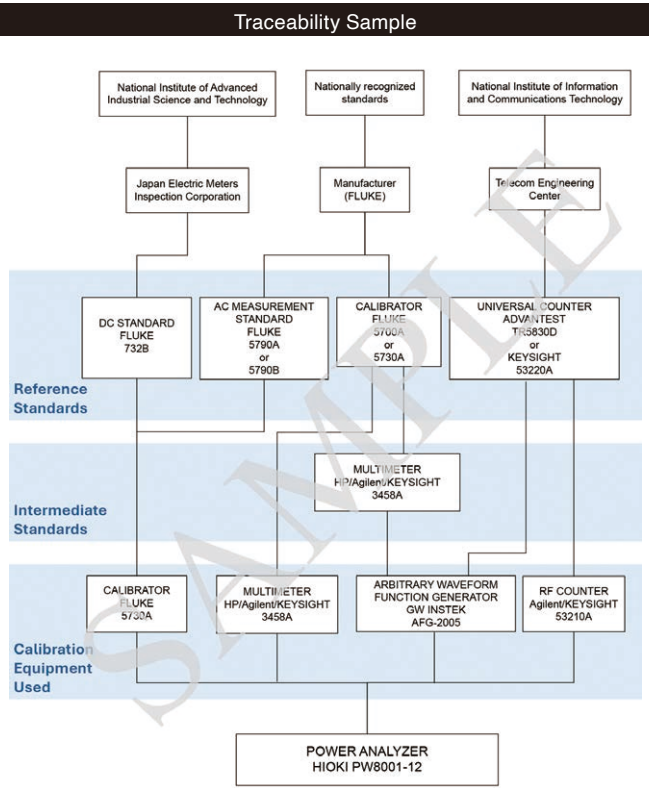 Traceability Sample
National Institute of Advanced
Industrial Science and Technology
Nationally recognized
standards
National Institute of Information
and Communications Technology
Japan Electric Meters
Inspection Corporation
Manufacturer
(FLUKE)
Telecom Engineering
Center
DC STANDARD
FLUKE
732B
AC MEASUREMENT
STANDARD
FLUKE
5790A
or
5790B
CALIBRATOR
FLUKE
5700A
or
5730A
UNIVERSAL COUNTER
ADVANTEST
TR5830D
or
KEYSIGHT
53220A
Reference
Standards
MULTIMETER
HP/Agilent/KEYSIGHT
3458A
Intermediate
Standards
CALIBRATOR
FLUKE
5730A
MULTIMETER
HP/Agilent/KEYSIGHT
3458A
ARBITRARY WAVEFORM
FUNCTION GENERATOR
GW INSTEK
AFG-2005
RF COUNTER
Agilent/KEYSIGHT
53210A
Calibration
Equipment
Used
POWER ANALYZER
HIOKI PW8001-12
SAMPLE